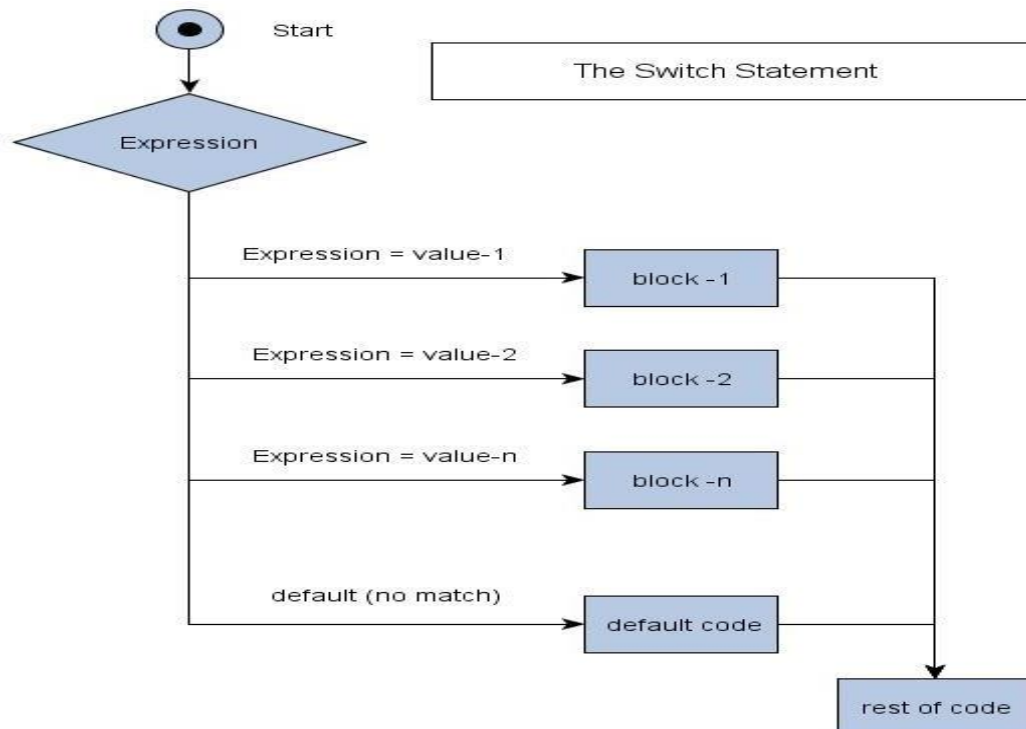 Start
The Switch Statement
Expression
Expression = value-1
block -1
Expression = value-2
block -2
Expression = value-n
block -n
default (no match)
default code
rest of code